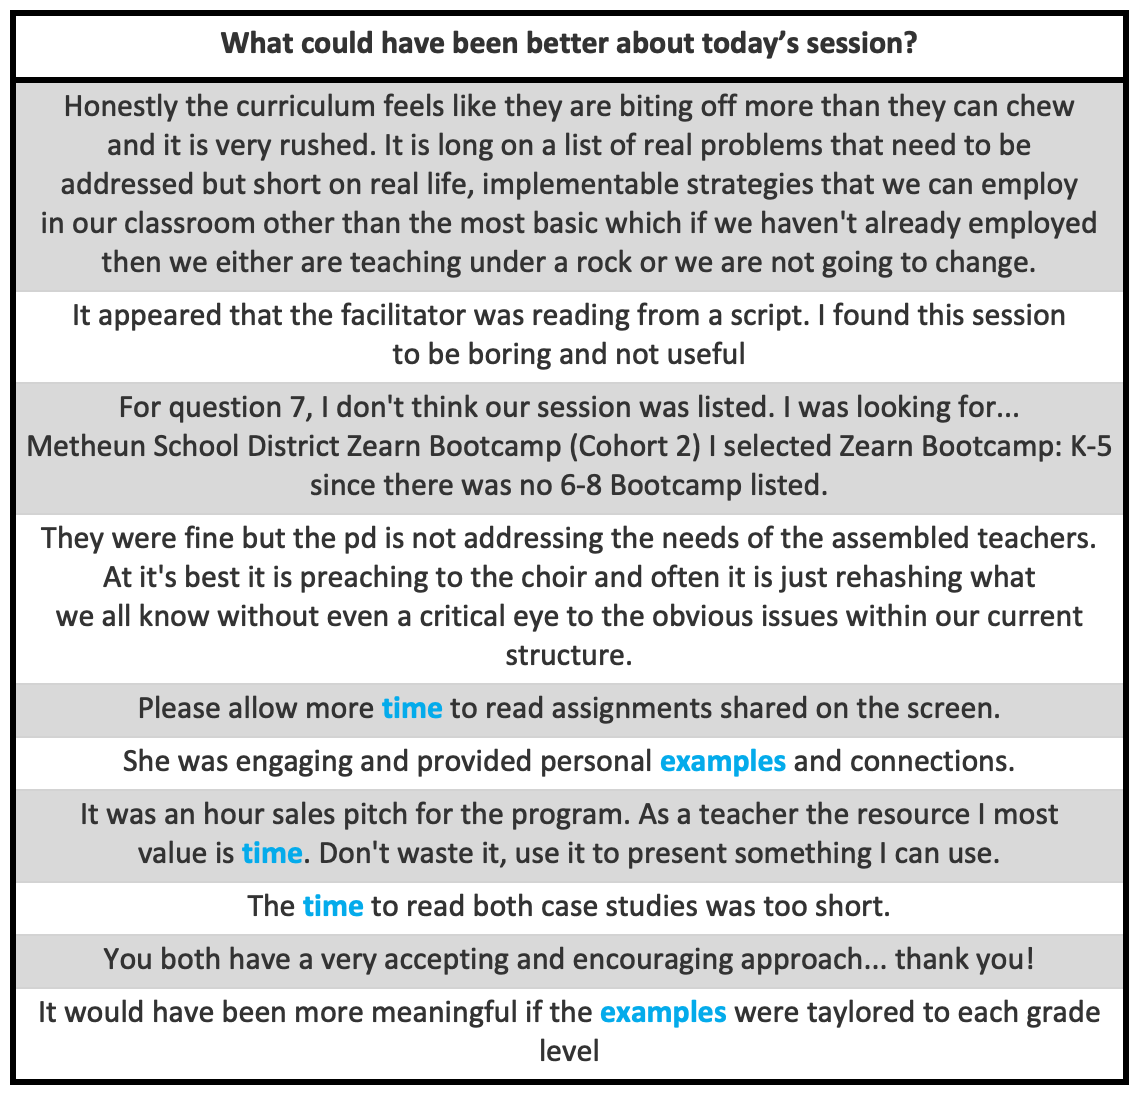 What could have been better about today’s session?
Honestly the curriculum feels like they are biting off more than they can chew
and it is very rushed. It is long on a list of real problems that need to be
addressed but short on real life, implementable strategies that we can employ
in our classroom other than the most basic which if we haven't already employed
then we either are teaching under a rock or we are not going to change.
It appeared that the facilitator was reading from a script. I found this session
to be boring and not useful
For question 7, I don't think our session was listed. I was looking for...
Metheun School District Zearn Bootcamp (Cohort 2) I selected Zearn Bootcamp: K-5
since there was no 6-8 Bootcamp listed.
They were fine but the pd is not addressing the needs of the assembled teachers.
At it's best it is preaching to the choir and often it is just rehashing what
we all know without even a critical eye to the obvious issues within our current
structure.
Please allow more time to read assignments shared on the screen.
She was engaging and provided personal examples and connections.
It was an hour sales pitch for the program. As a teacher the resource I most
value is time. Don't waste it, use it to present something I can use.
The time to read both case studies was too short.
You both have a very accepting and encouraging approach... thank you!
It would have been more meaningful if the examples were taylored to each grade
level